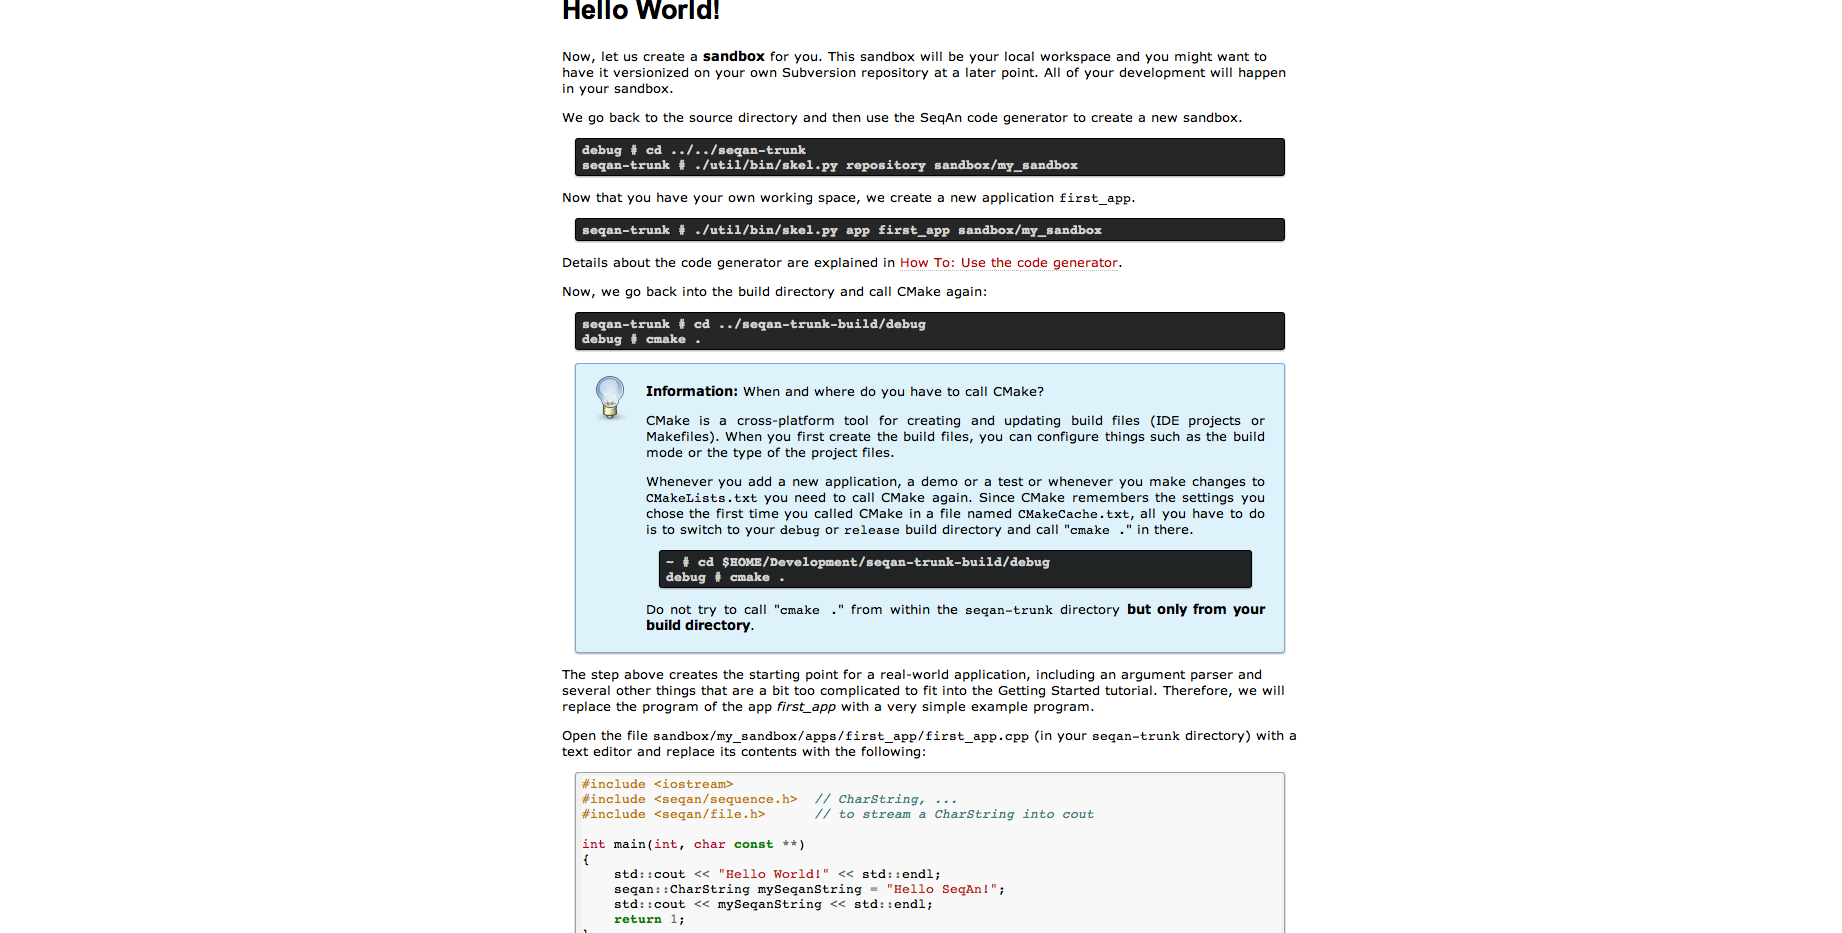 Hello World!
Now, let us create a sandbox for you. This sandbox will be your local workspace and you might want to
have it versionized on your own Subversion repository at a later point. All of your development will happen
in your sandbox.
We go back to the source directory and then use the SeqAn code generator to create a new sandbox.
debug # cd ../../seqan-trunk
seqan-trunk # ./util/bin/skel.py repository sandbox/my_sandbox
Now that you have your own working space, we create a new application first_app.
seqan-trunk # ./util/bin/skel.py app first_app sandbox/my_sandbox
Details about the code generator are explained in How To: Use the code generator.
Now, we go back into the build directory and call CMake again:
seqan-trunk # cd ../seqan-trunk-build/debug
debug # cmake .
Information: When and where do you have to call CMake?
CMake is a cross-platform tool for creating and updating build files (IDE projects or
Makefiles). When you first create the build files, you can configure things such as the build
mode or the type of the project files.
Whenever you add a new application, a demo or a test or whenever you make changes to
CMakeLists.txt you need to call CMake again. Since CMake remembers the settings you
chose the first time you called CMake in a file named CMakeCache.txt, all you have to do
is to switch to your debug or release build directory and call "cmake ." in there.
~ # cd $HOME/Development/seqan-trunk-build/debug
debug # cmake .
Do not try to call "cmake ." from within the seqan-trunk directory but only from your
build directory.
The step above creates the starting point for a real-world application, including an argument parser and
several other things that are a bit too complicated to fit into the Getting Started tutorial. Therefore, we will
replace the program of the app first_app with a very simple example program.
Open the file sandbox/my_sandbox/apps/first_app/first_app.cpp (in your seqan-trunk directory) with a
text editor and replace its contents with the following:
#include <iostream>
#include <seqan/sequence.h>  // CharString, ...
#include <seqan/file.h>      // to stream a CharString into cout
int main(int, char const **)
{
    std::cout << "Hello World!" << std::endl;
    seqan::CharString mySeqanString = "Hello SeqAn!";
    std::cout << mySeqanString << std::endl;
    return 1;
}